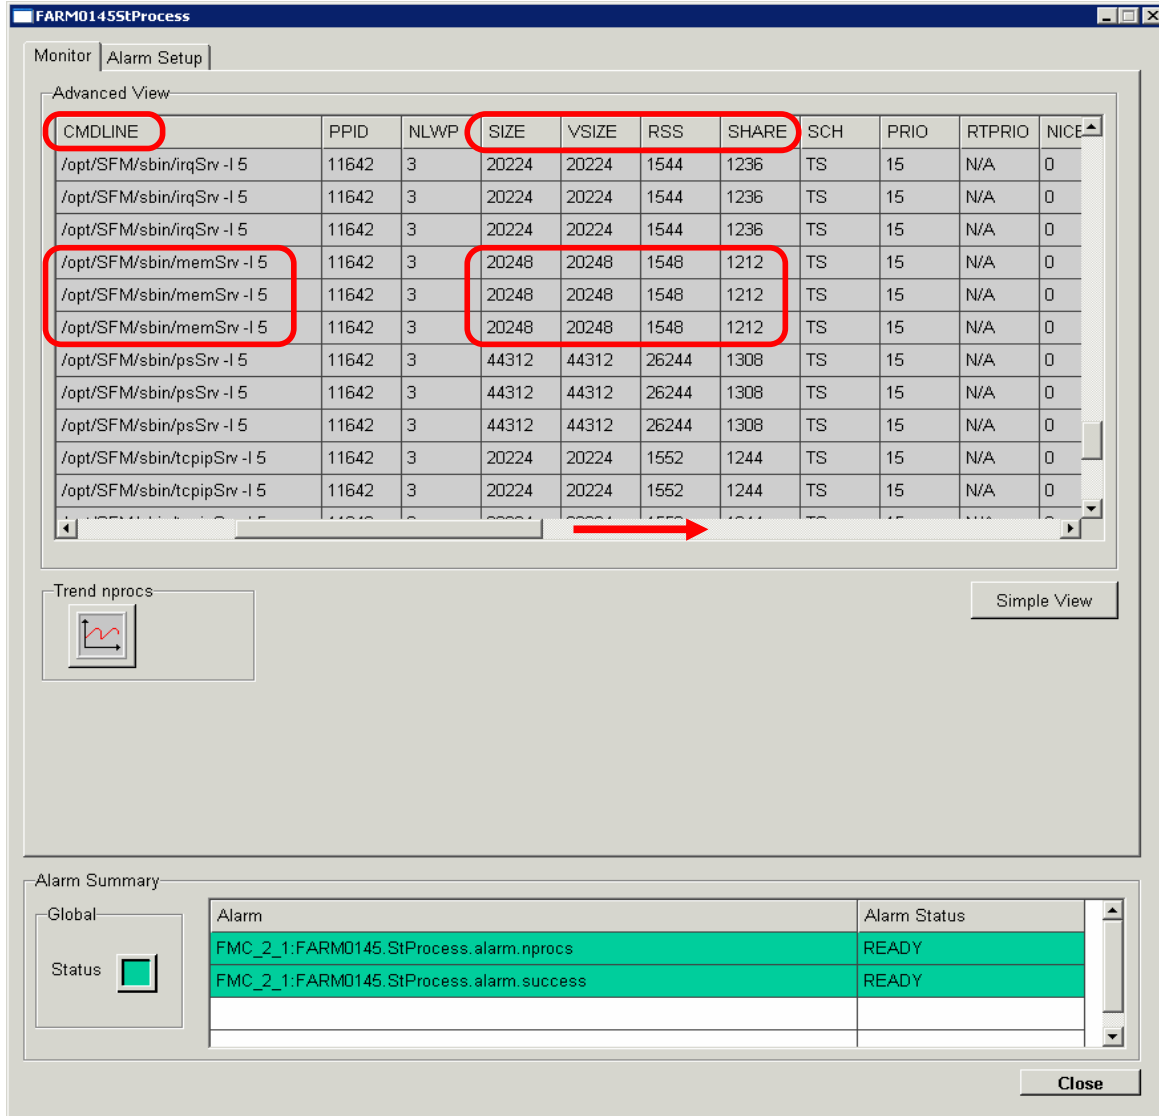 FARM0145StProcess
Monitor Alarm Setup
Advanced View
CMDLINE PPID NLWP SIZE VSIZE RSS SHARE SCH PRIO RTPRIO NICE
/opt/SFM/sbin/irqSrv -l 5 11642 3 20224 20224 1544 1236 TS 15 N/A 0
/opt/SFM/sbin/irqSrv -l 5 11642 3 20224 20224 1544 1236 TS 15 N/A 0
/opt/SFM/sbin/irqSrv -l 5 11642 3 20224 20224 1544 1236 TS 15 N/A 0
/opt/SFM/sbin/memSrv -l 5 11642 3 20248 20248 1548 1212 TS 15 N/A 0
/opt/SFM/sbin/memSrv -l 5 11642 3 20248 20248 1548 1212 TS 15 N/A 0
/opt/SFM/sbin/memSrv -l 5 11642 3 20248 20248 1548 1212 TS 15 N/A 0
/opt/SFM/sbin/psSrv -l 5 11642 3 44312 44312 26244 1308 TS 15 N/A 0
/opt/SFM/sbin/psSrv -l 5 11642 3 44312 44312 26244 1308 TS 15 N/A 0
/opt/SFM/sbin/psSrv -l 5 11642 3 44312 44312 26244 1308 TS 15 N/A 0
/opt/SFM/sbin/tcpipSrv -l 5 11642 3 20224 20224 1552 1244 TS 15 N/A 0
/opt/SFM/sbin/tcpipSrv -l 5 11642 3 20224 20224 1552 1244 TS 15 N/A 0
Trend nprocs
Simple View
Alarm Summary
Global
Status
Alarm Alarm Status
FMC_2_1:FARM0145.StProcess.alarm.nprocs READY
FMC_2_1:FARM0145.StProcess.alarm.success READY
Close